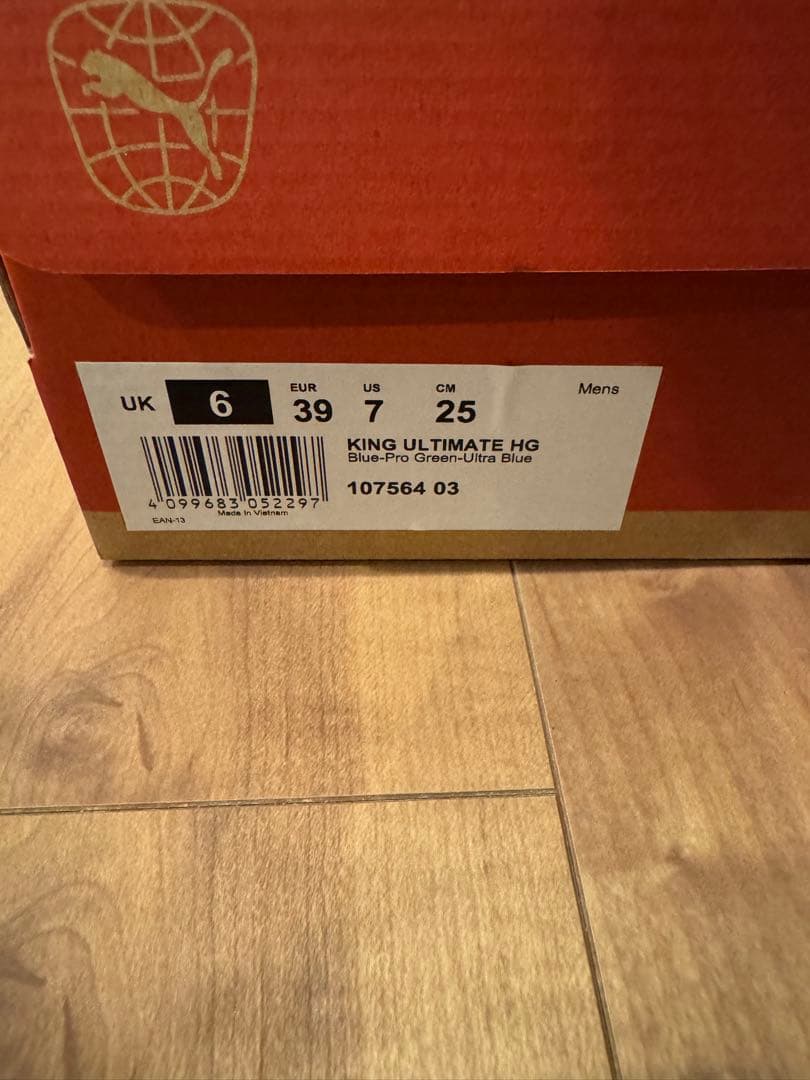 UK 6 EUR 39 US 7 CM 25 Mens
KING ULTIMATE HG
Blue-Pro Green-Ultra Blue
107564 03
4 099683 052297
Made in Vietnam
EAN-13